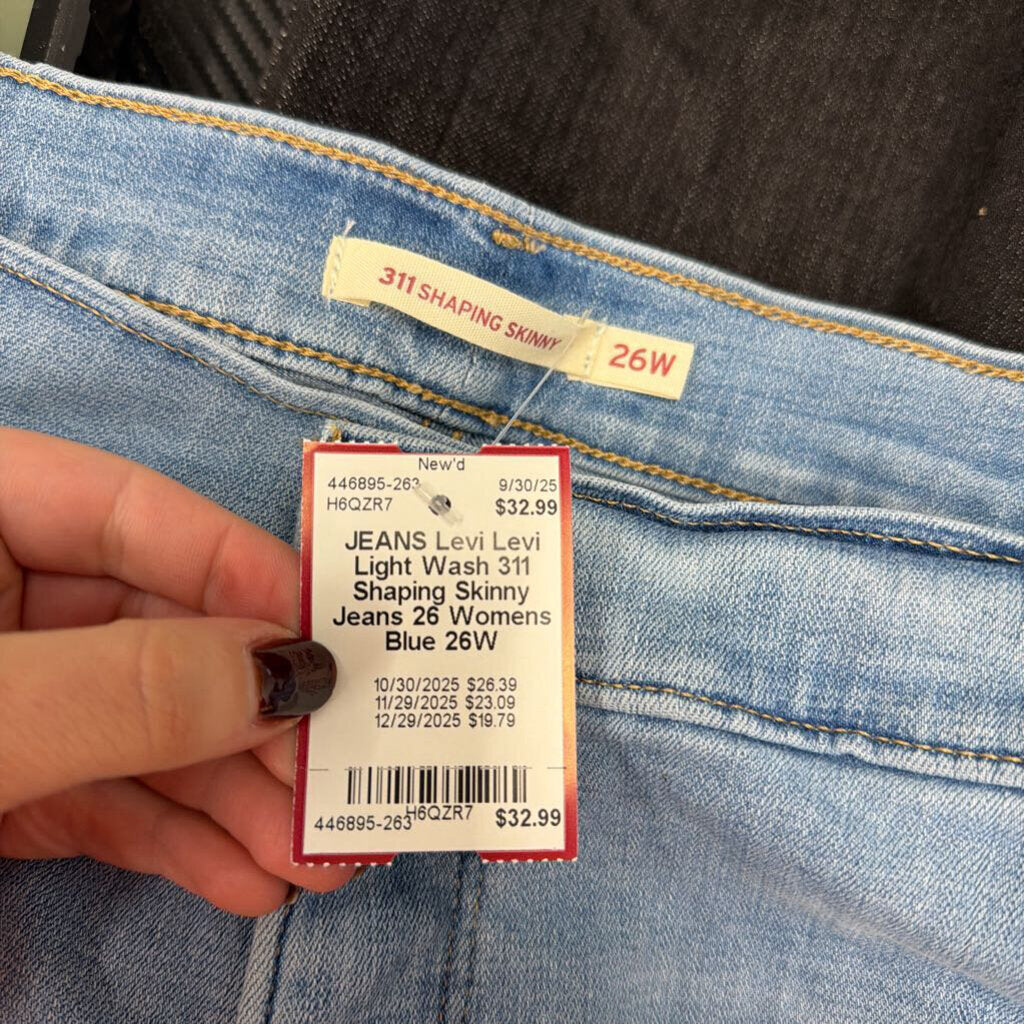 311 SHAPING SKINNY
26W
New'd
446895-263 9/30/25
H6QZR7 $32.99
JEANS Levi Levi
Light Wash 311
Shaping Skinny
Jeans 26 Womens
Blue 26W
10/30/2025 $26.39
11/29/2025 $23.09
12/29/2025 $19.79
H6QZR7
446895-263 $32.99